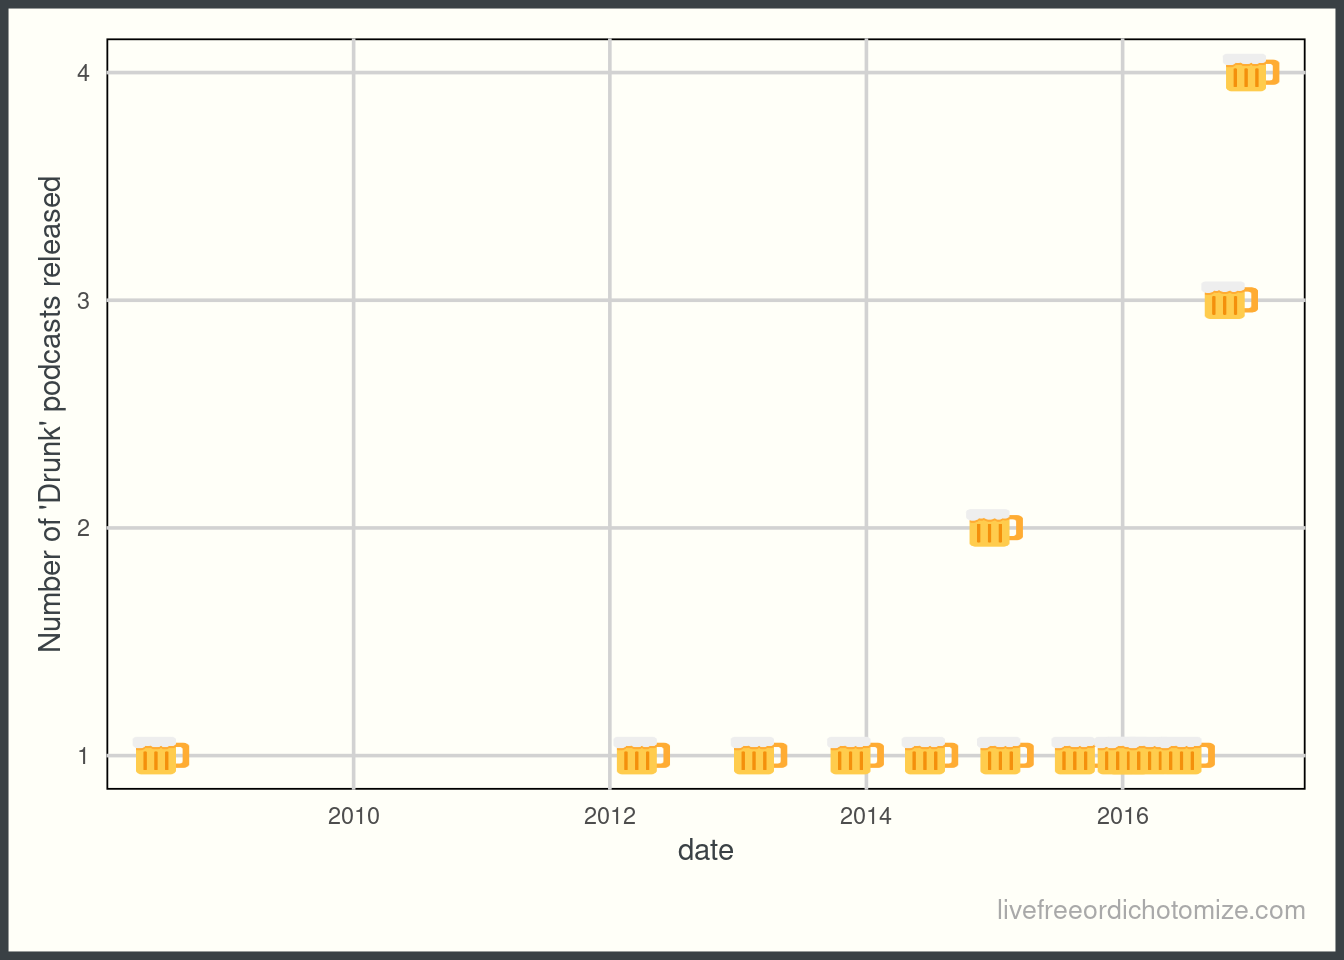 Number of 'Drunk' podcasts released
4
3
2
1
2010 2012 2014 2016
date
livefreeordichotomize.com